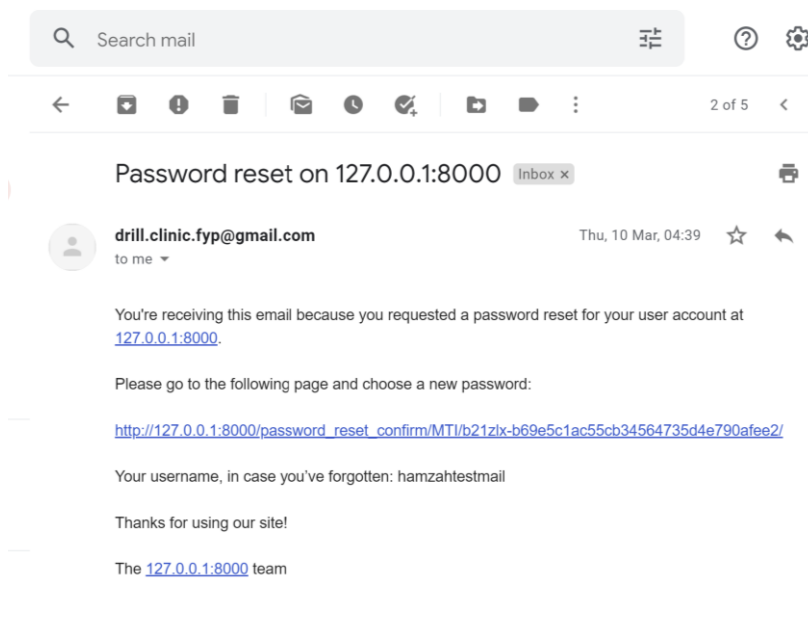 Search mail
2 of 5
Password reset on 127.0.0.1:8000 Inbox ×
drill.clinic.fyp@gmail.com Thu, 10 Mar, 04:39
to me
You're receiving this email because you requested a password reset for your user account at
127.0.0.1:8000.
Please go to the following page and choose a new password:
http://127.0.0.1:8000/password_reset_confirm/MTI/b21zlx-b69e5c1ac55cb34564735d4e790afee2/
Your username, in case you've forgotten: hamzahtestmail
Thanks for using our site!
The 127.0.0.1:8000 team